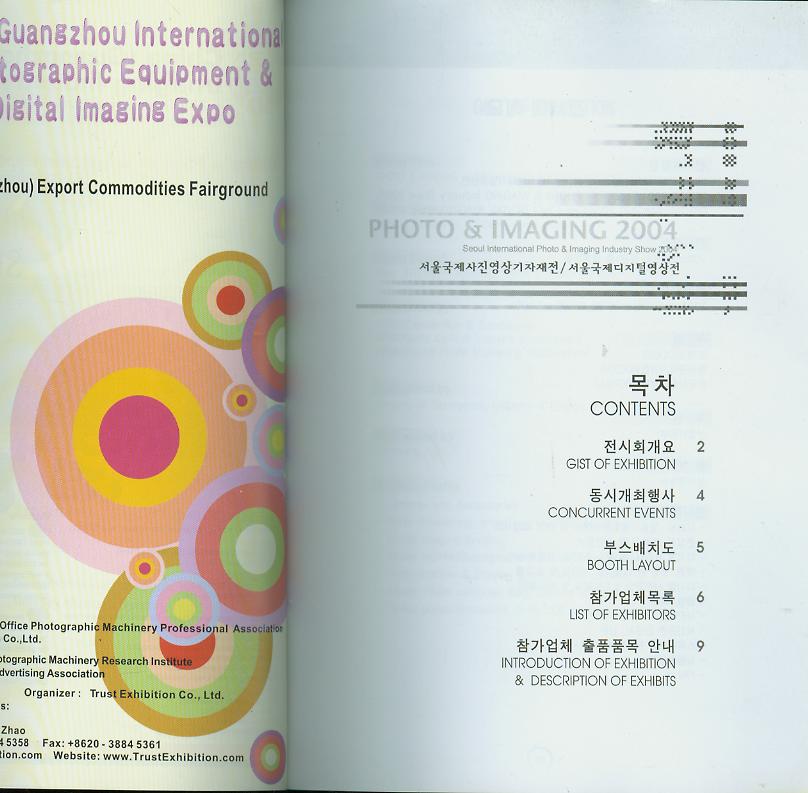 Guangzhou International
tographic Equipment &
Digital Imaging Expo
zhou) Export Commodities Fairground
Office Photographic Machinery Professional Association
Co.,Ltd.
otographic Machinery Research Institute
dvertising Association
Organizer : Trust Exhibition Co., Ltd.
s:
Zhao
4 5358 Fax: +8620 - 3884 5361
tion.com Website: www.TrustExhibition.com
PHOTO & IMAGING 2004
Seoul International Photo & Imaging Industry Show 2004
서울국제사진영상기자재전/서울국제디지털영상전
목차
CONTENTS
전시회개요 2
GIST OF EXHIBITION
동시개최행사 4
CONCURRENT EVENTS
부스배치도 5
BOOTH LAYOUT
참가업체목록 6
LIST OF EXHIBITORS
참가업체 출품품목 안내 9
INTRODUCTION OF EXHIBITION
& DESCRIPTION OF EXHIBITS